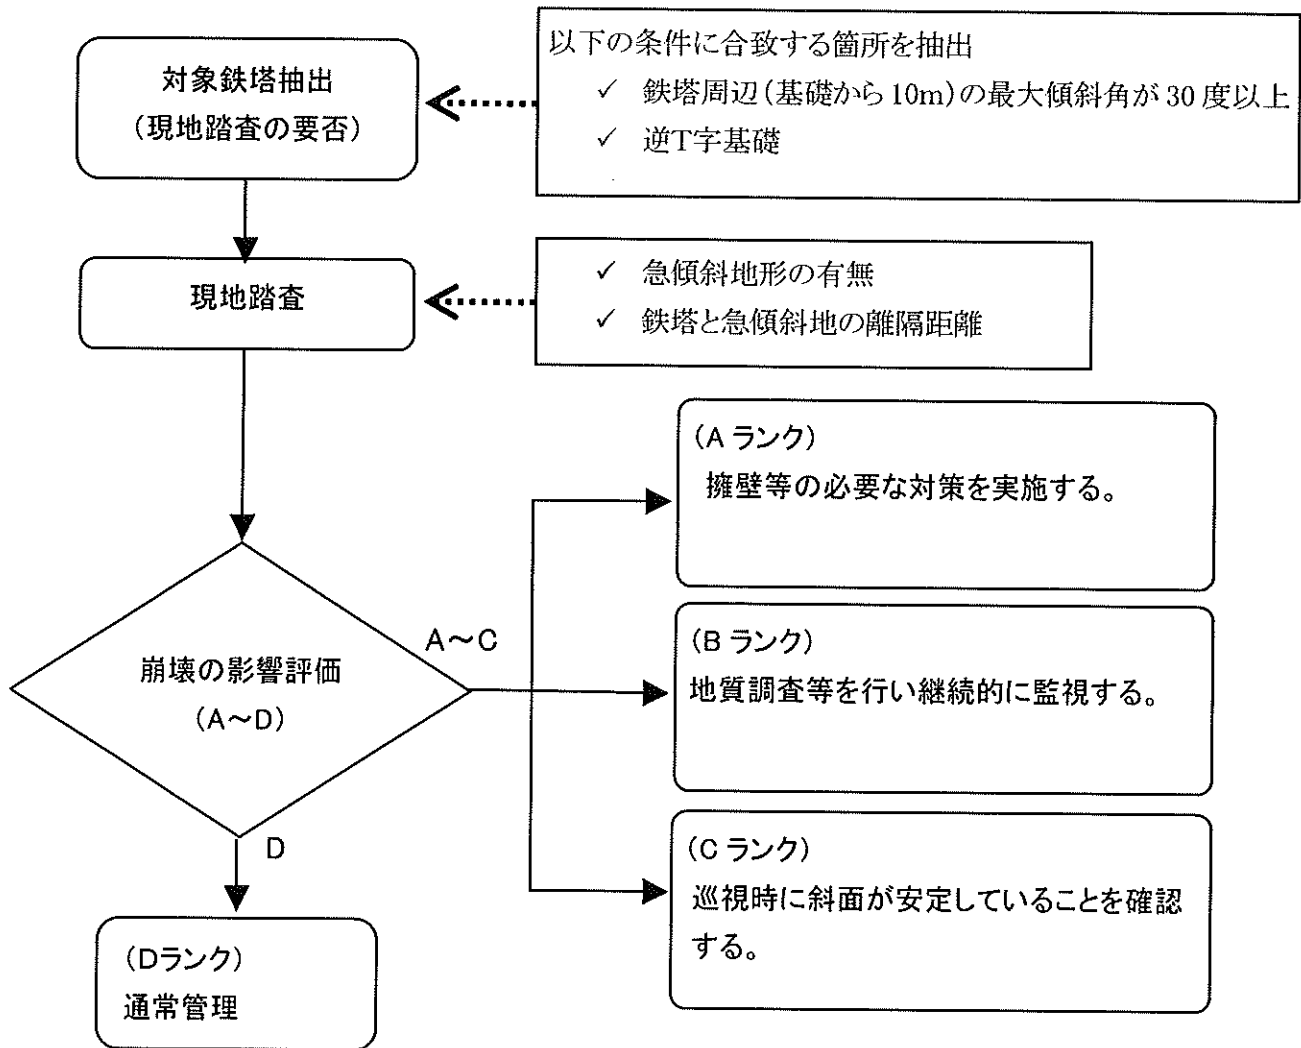 対象鉄塔抽出
（現地踏査の要否）
以下の条件に合致する箇所を抽出
✓ 鉄塔周辺（基礎から10m）の最大傾斜角が30度以上
✓ 逆T字基礎
現地踏査
✓ 急傾斜地形の有無
✓ 鉄塔と急傾斜地の離隔距離
崩壊の影響評価
（A～D）
A～C
D
（Aランク）
擁壁等の必要な対策を実施する。
（Bランク）
地質調査等を行い継続的に監視する。
（Cランク）
巡視時に斜面が安定していることを確認
する。
（Dランク）
通常管理